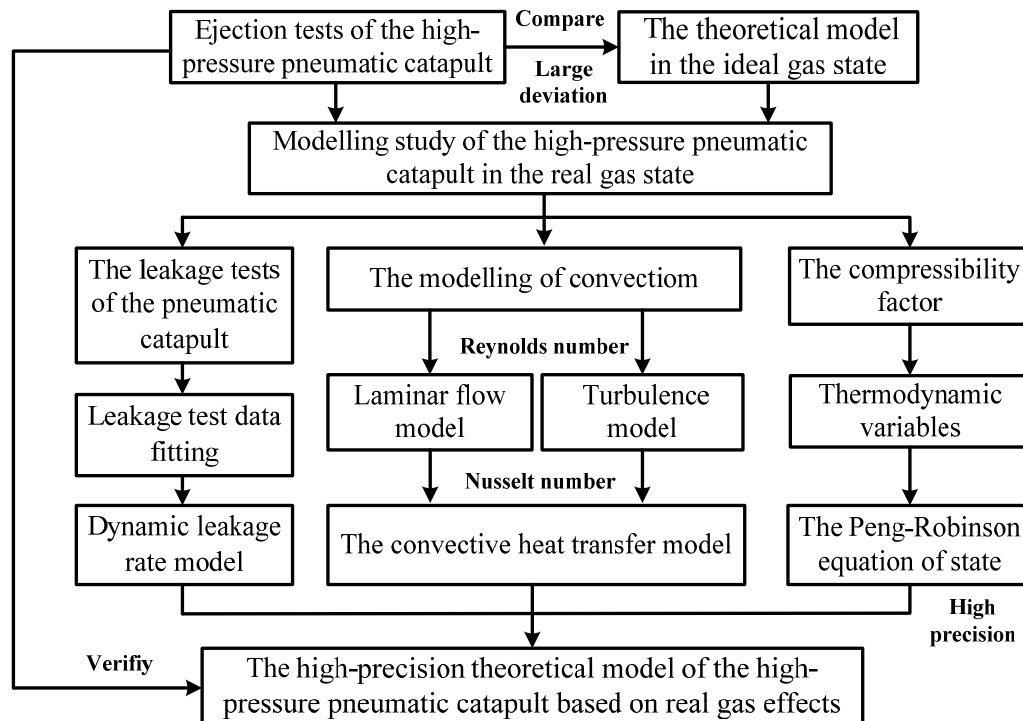 Ejection tests of the high-
pressure pneumatic catapult
Compare
Large
deviation
The theoretical model
in the ideal gas state
Modelling study of the high-pressure pneumatic
catapult in the real gas state
The leakage tests
of the pneumatic
catapult
The modelling of convectiom
The compressibility
factor
Reynolds number
Leakage test data
fitting
Laminar flow
model
Turbulence
model
Thermodynamic
variables
Nusselt number
Dynamic leakage
rate model
The convective heat transfer model
The Peng-Robinson
equation of state
High
precision
Verifiy
The high-precision theoretical model of the high-
pressure pneumatic catapult based on real gas effects